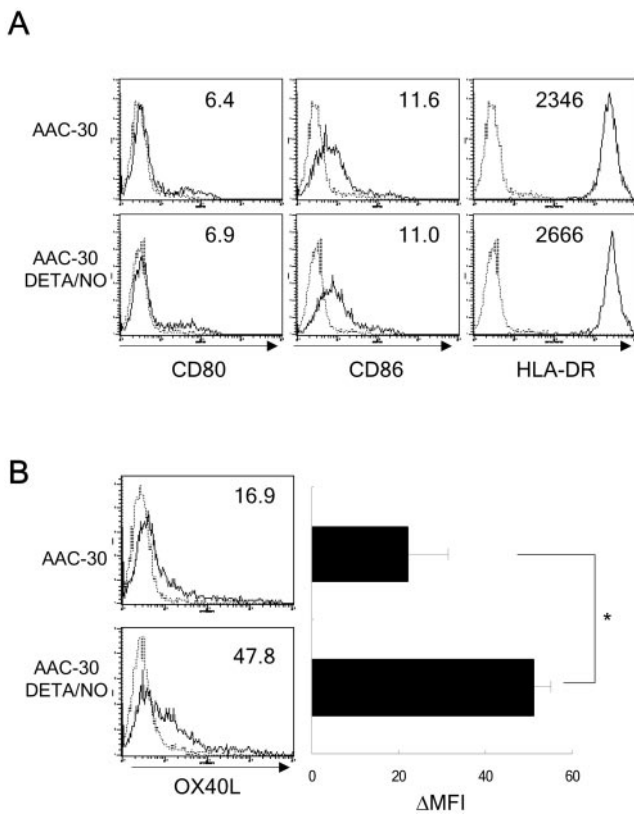 A
AAC-30
6.4
11.6
2346
AAC-30
DETA/NO
6.9
11.0
2666
CD80
CD86
HLA-DR
B
AAC-30
16.9
AAC-30
DETA/NO
47.8
*
OX40L
0
20
40
60
ΔMFI